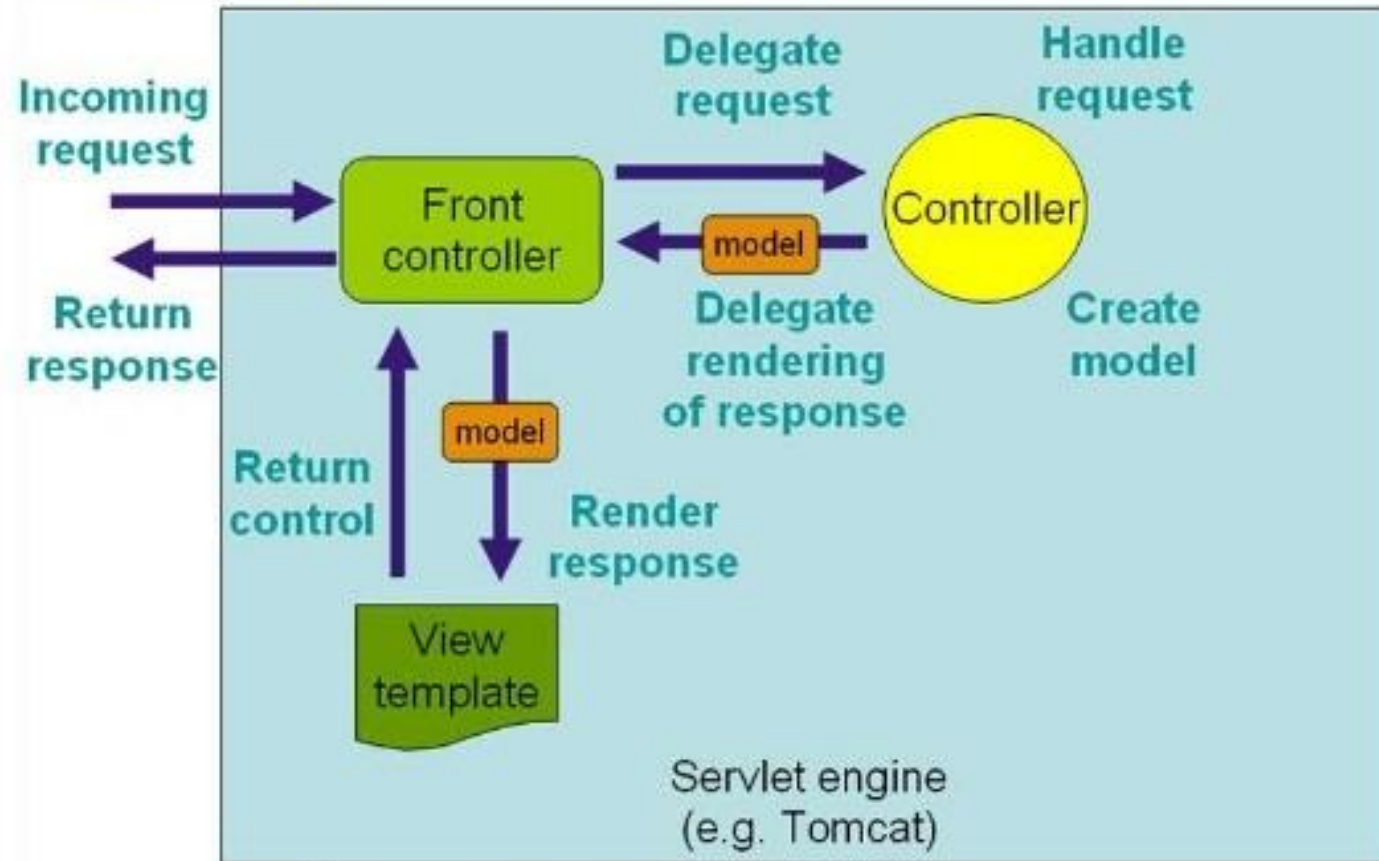 Incoming
request
Return
response
Front
controller
Delegate
request
model
Delegate
rendering
of response
Handle
request
Controller
Create
model
Return
control
model
Render
response
View
template
Servlet engine
(e.g. Tomcat)